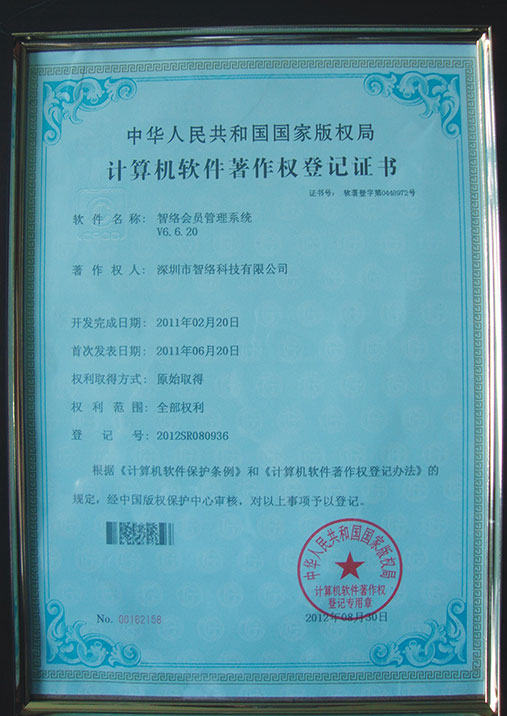 中华人民共和国国家版权局
计算机软件著作权登记证书
证书号： 软著登字第0448972号
软件名称： 智络会员管理系统
V6.6.20
著作权人： 深圳市智络科技有限公司
开发完成日期： 2011年02月20日
首次发表日期： 2011年06月20日
权利取得方式： 原始取得
权利范围： 全部权利
登记号： 2012SR080936
根据《计算机软件保护条例》和《计算机软件著作权登记办法》的
规定，经中国版权保护中心审核，对以上事项予以登记。
中华人民共和国国家版权局
计算机软件著作权
登记专用章
No. 00162158
2012年08月30日